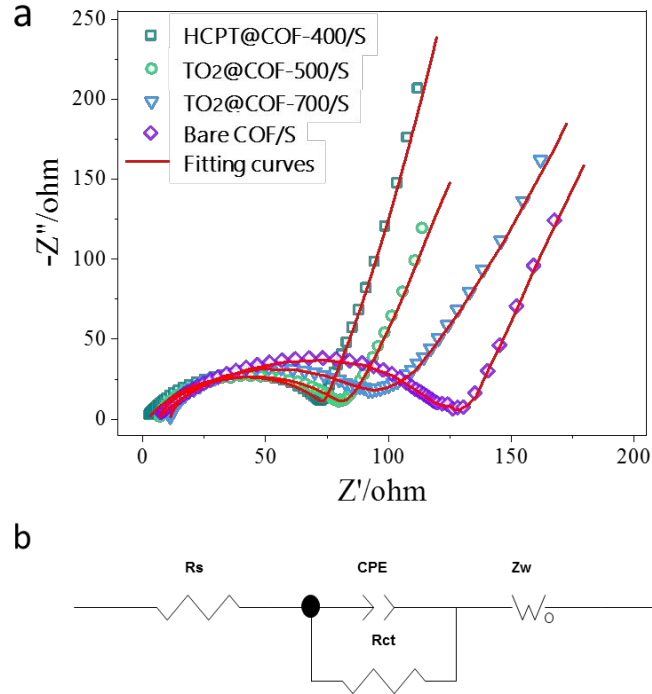 a
HCPT@COF-400/S
TO2@COF-500/S
TO2@COF-700/S
Bare COF/S
Fitting curves
250
200
150
100
50
0
-Z"/ohm
0 50 100 150 200
Z'/ohm
b
Rs CPE Zw
O
Rct